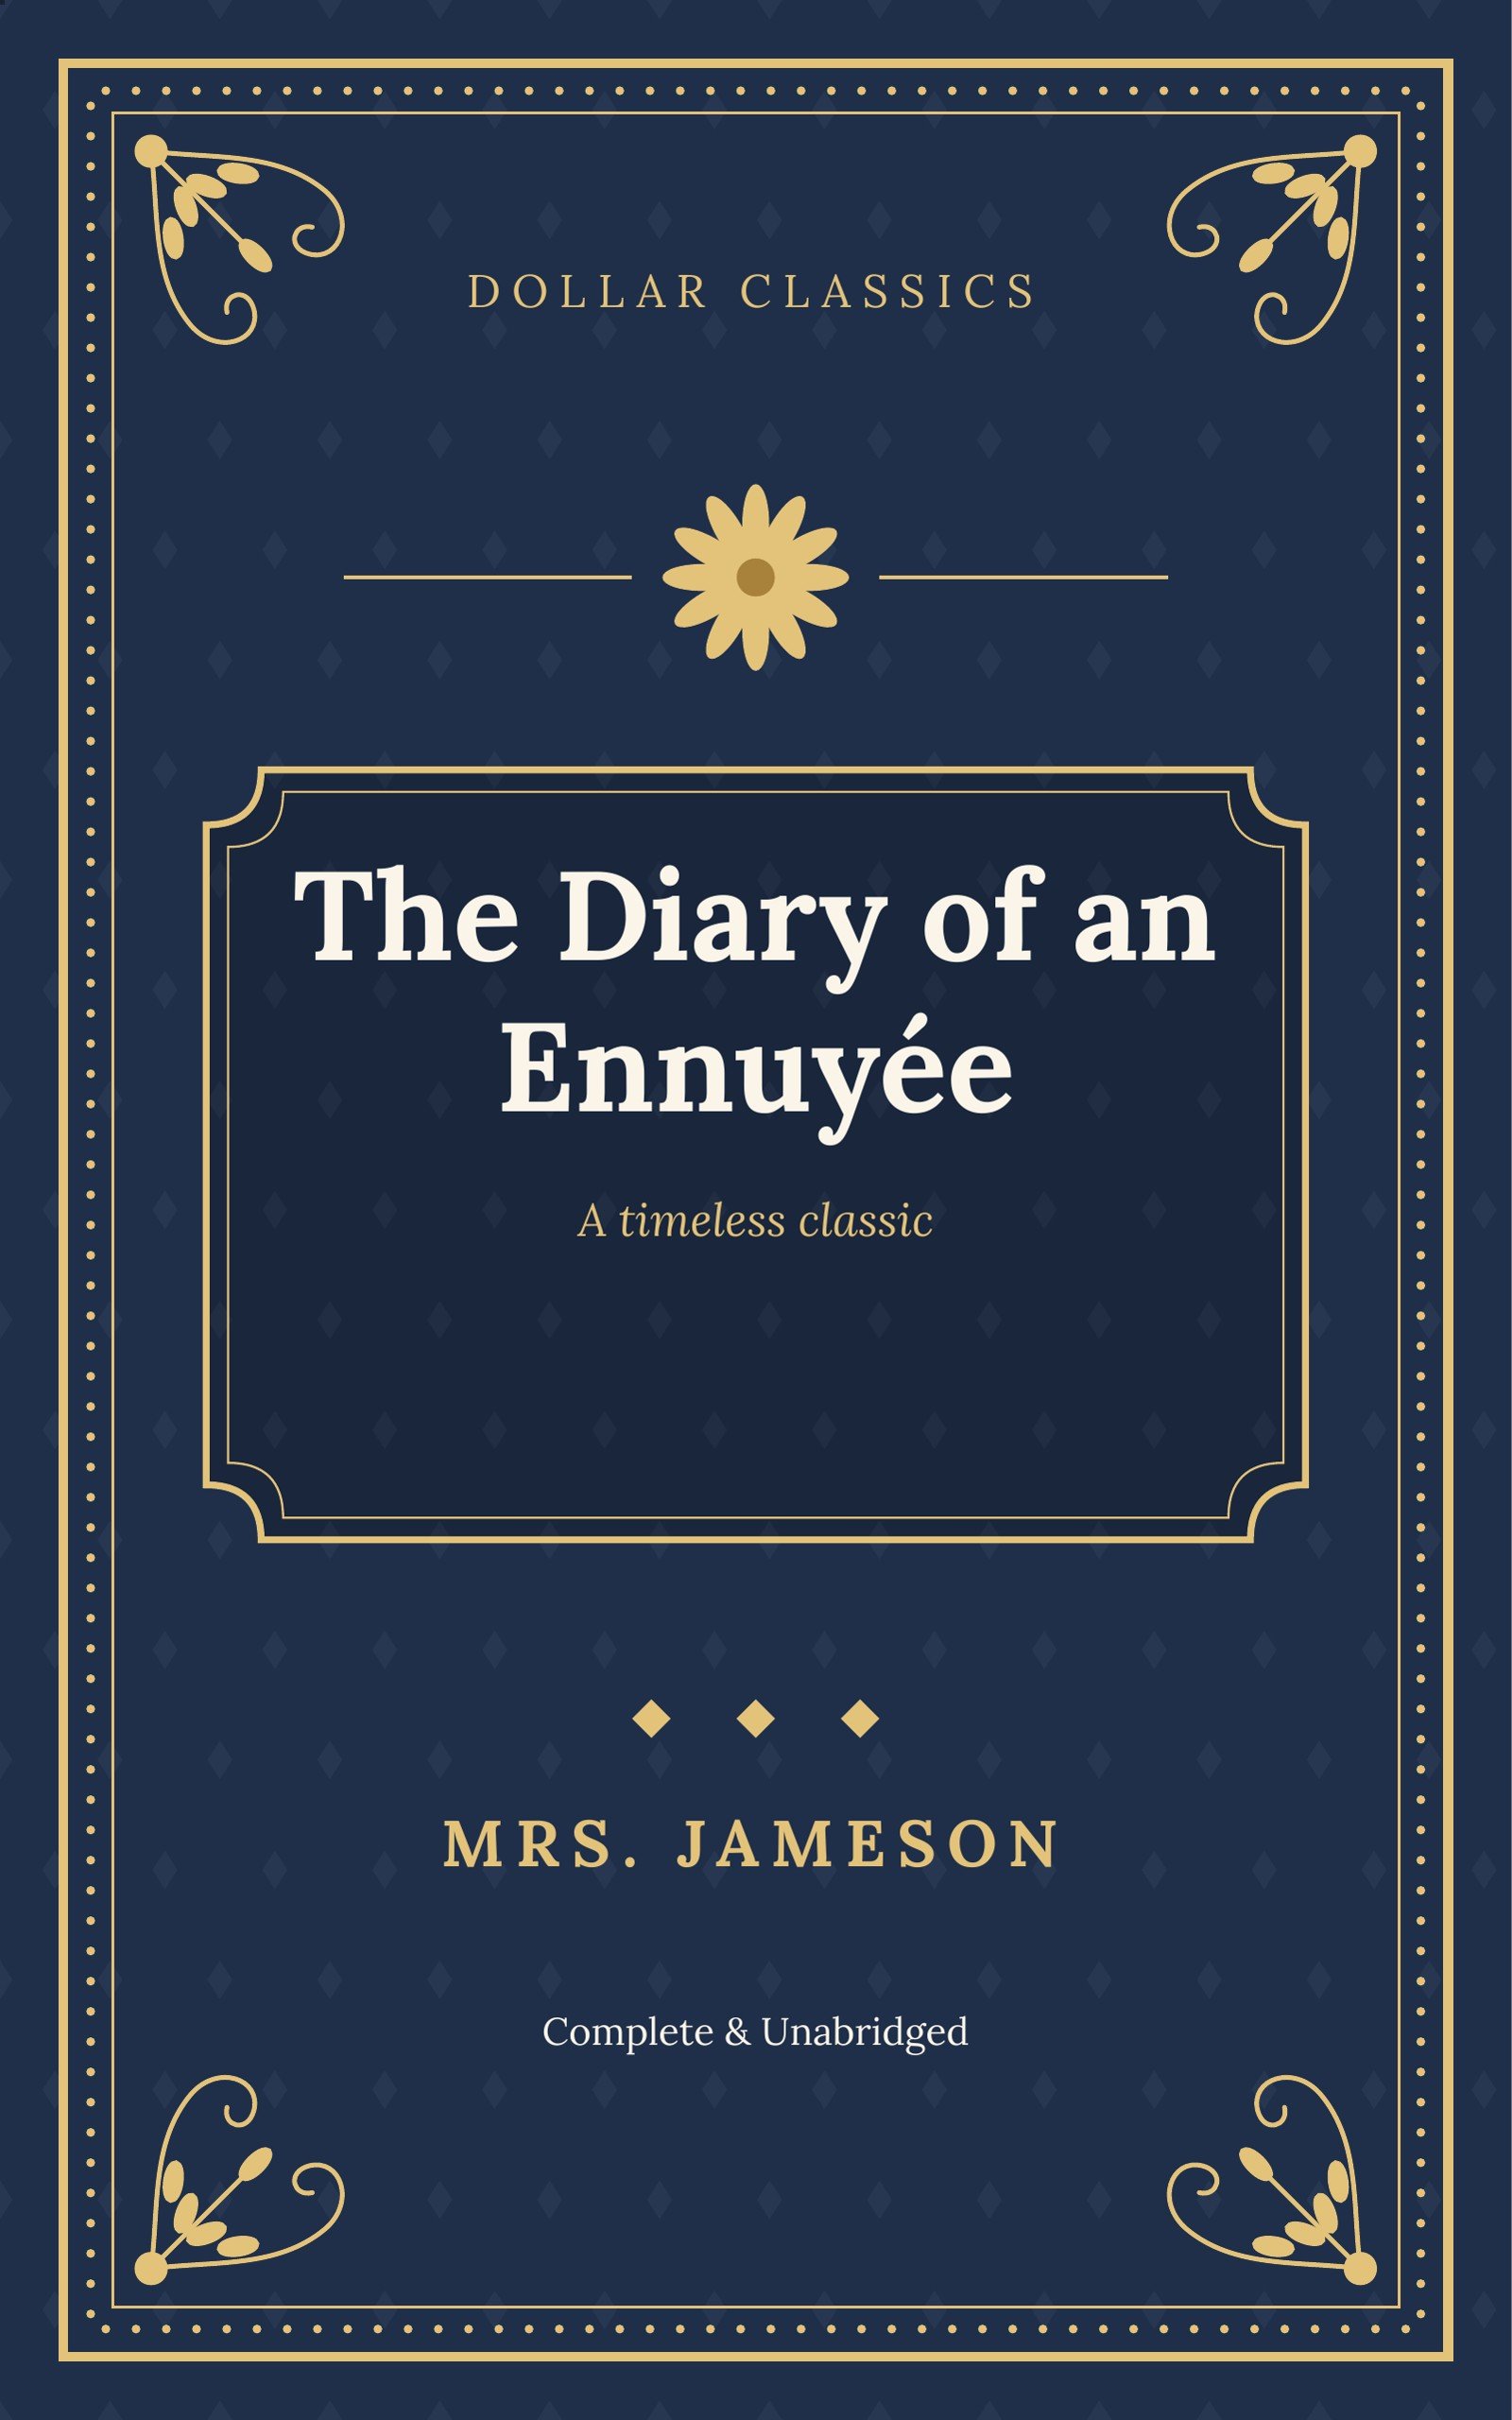 DOLLAR CLASSICS
The Diary of an
Ennuyée
A timeless classic
MRS. JAMESON
Complete & Unabridged